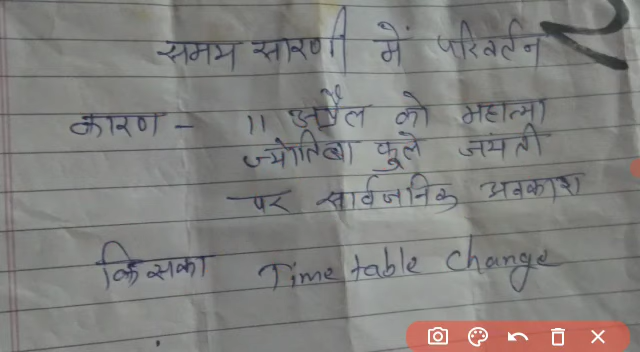 समय सारणी में परिवर्तन
कारण - 11 अप्रैल को महात्मा
ज्योतिबा फुले जयंती
पर सार्वजनिक अवकाश
किसका Time table change